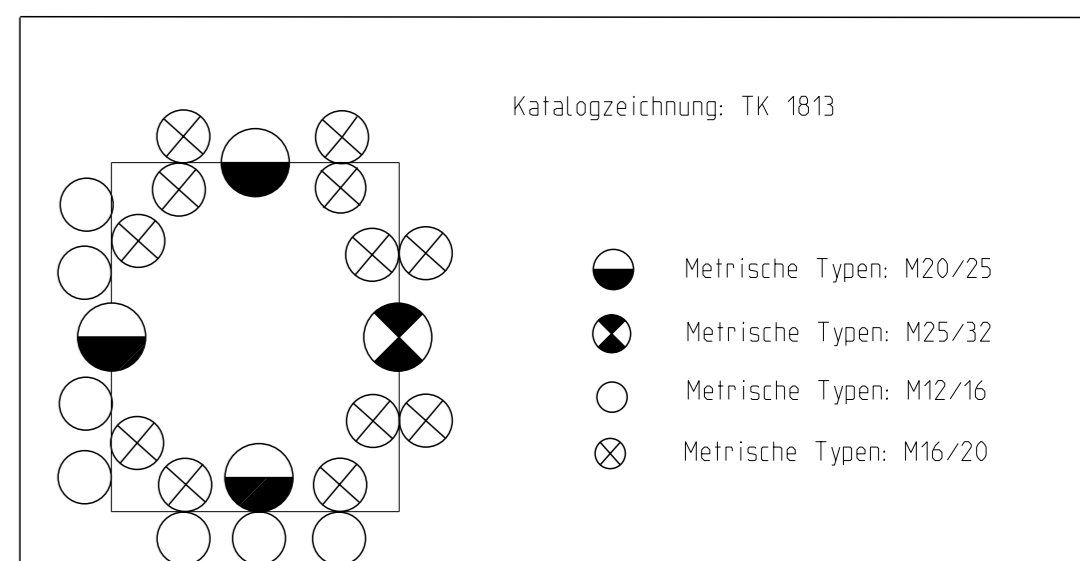 Katalogzeichnung: TK 1813
Metrische Typen: M20/25
Metrische Typen: M25/32
Metrische Typen: M12/16
Metrische Typen: M16/20